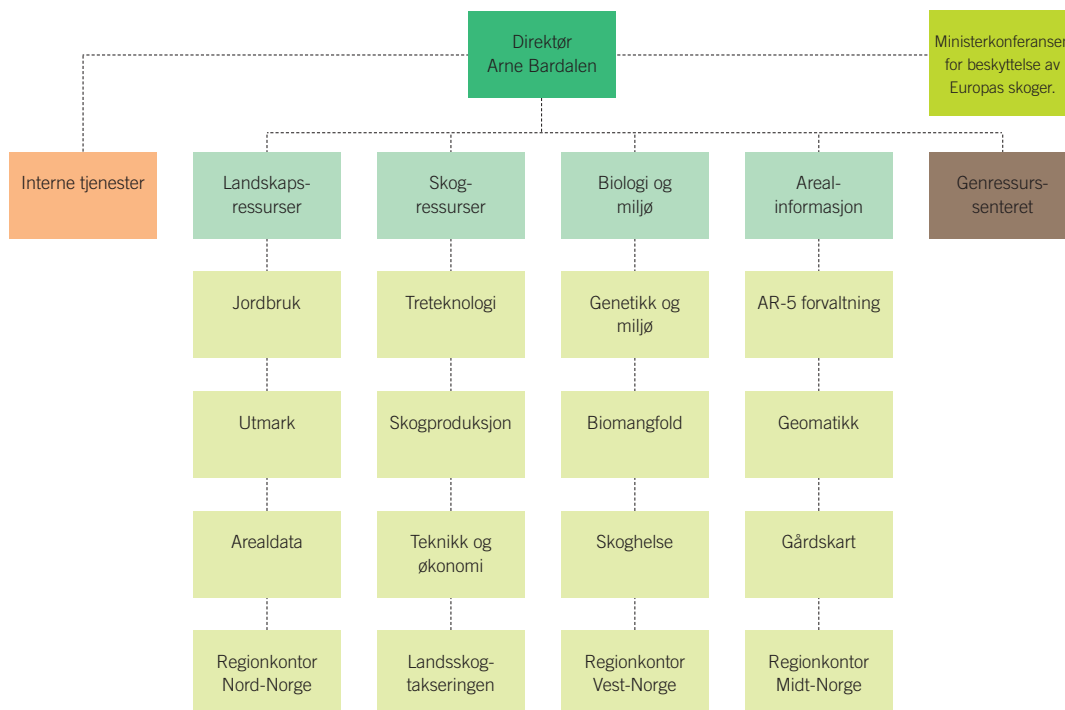 Direktør
Arne Bardalen
Ministerkonferansen
for beskyttelse av
Europas skoger.
Interne tjenester
Landskaps-
ressurser
Skog-
ressurser
Biologi og
miljø
Areal-
informasjon
Genressurs-
senteret
Jordbruk
Treteknologi
Genetikk og
miljø
AR-5 forvaltning
Utmark
Skogproduksjon
Biomangfold
Geomatikk
Arealdata
Teknikk og
økonomi
Skoghelse
Gårdskart
Regionkontor
Nord-Norge
Landsskog-
takseringen
Regionkontor
Vest-Norge
Regionkontor
Midt-Norge